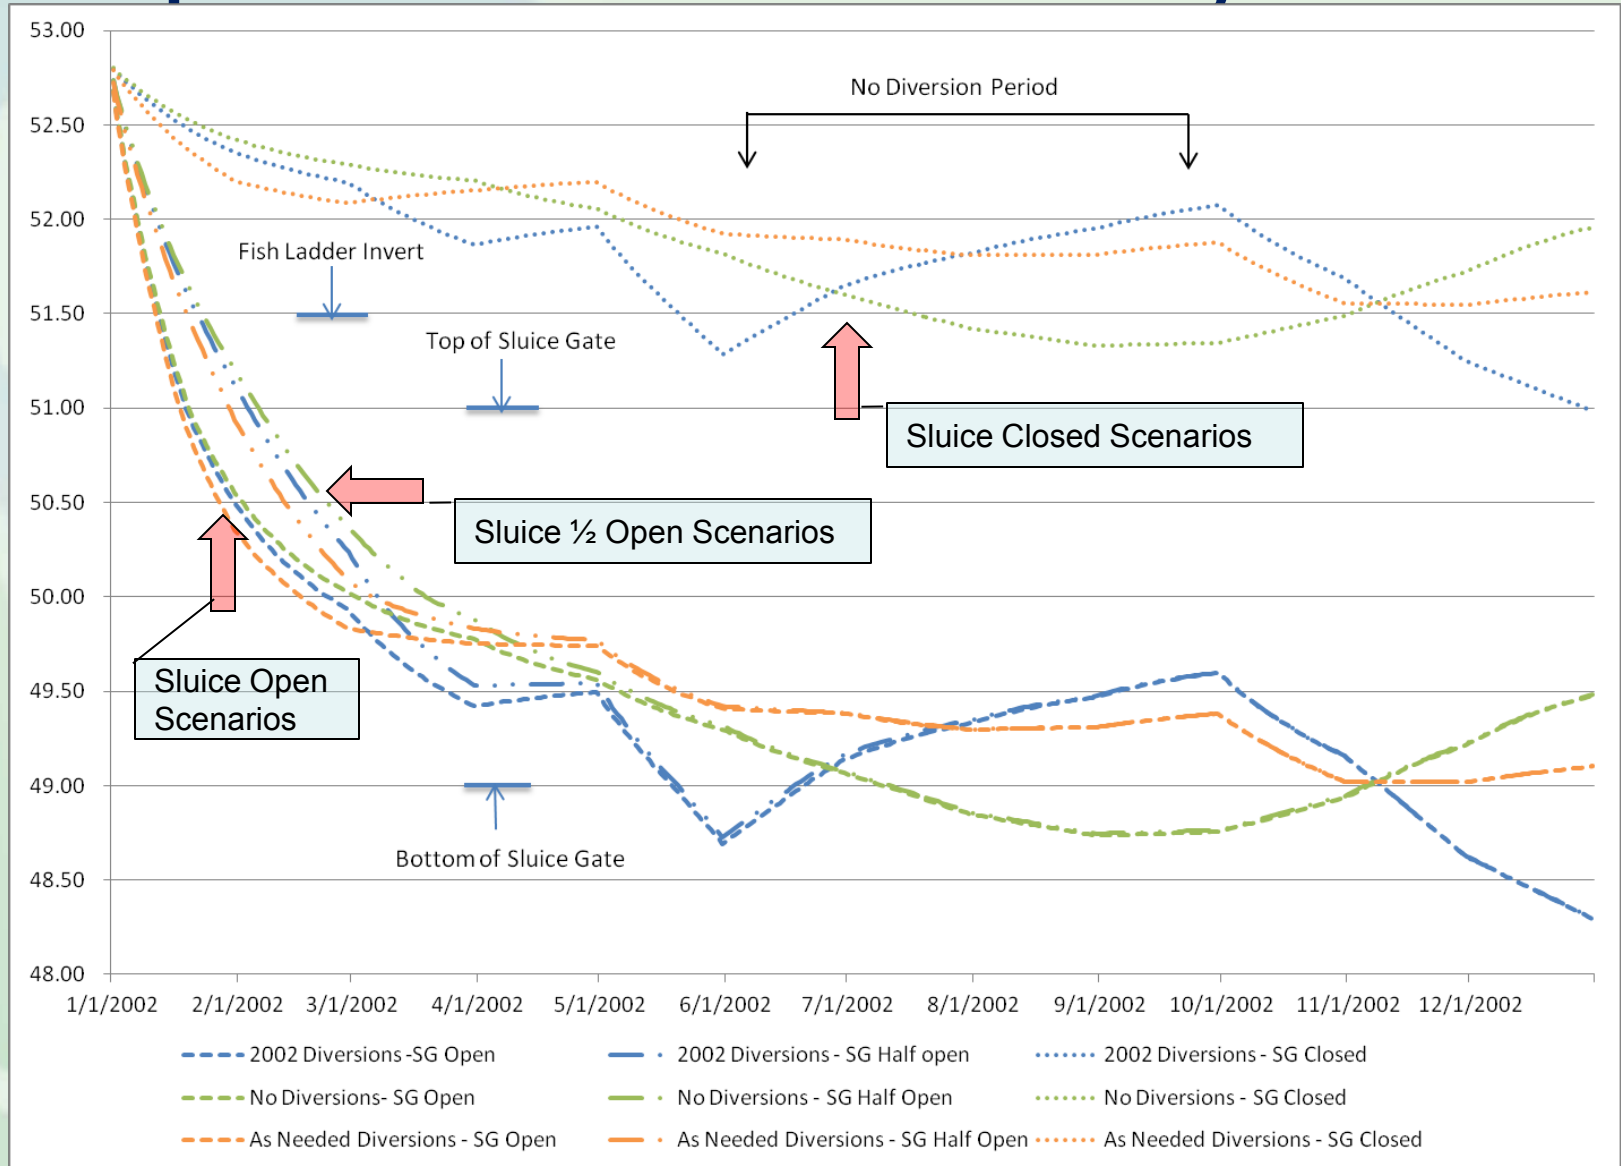 53.00
No Diversion Period
52.50
52.00
Fish Ladder Invert
51.50
Top of Sluice Gate
51.00
Sluice Closed Scenarios
50.50
Sluice ½ Open Scenarios
50.00
Sluice Open
Scenarios
49.50
49.00
Bottom of Sluice Gate
48.50
48.00
1/1/2002 2/1/2002 3/1/2002 4/1/2002 5/1/2002 6/1/2002 7/1/2002 8/1/2002 9/1/2002 10/1/2002 11/1/2002 12/1/2002
2002 Diversions -SG Open 2002 Diversions - SG Half open 2002 Diversions - SG Closed
No Diversions- SG Open No Diversions - SG Half Open No Diversions - SG Closed
As Needed Diversions - SG Open As Needed Diversions - SG Half Open As Needed Diversions - SG Closed